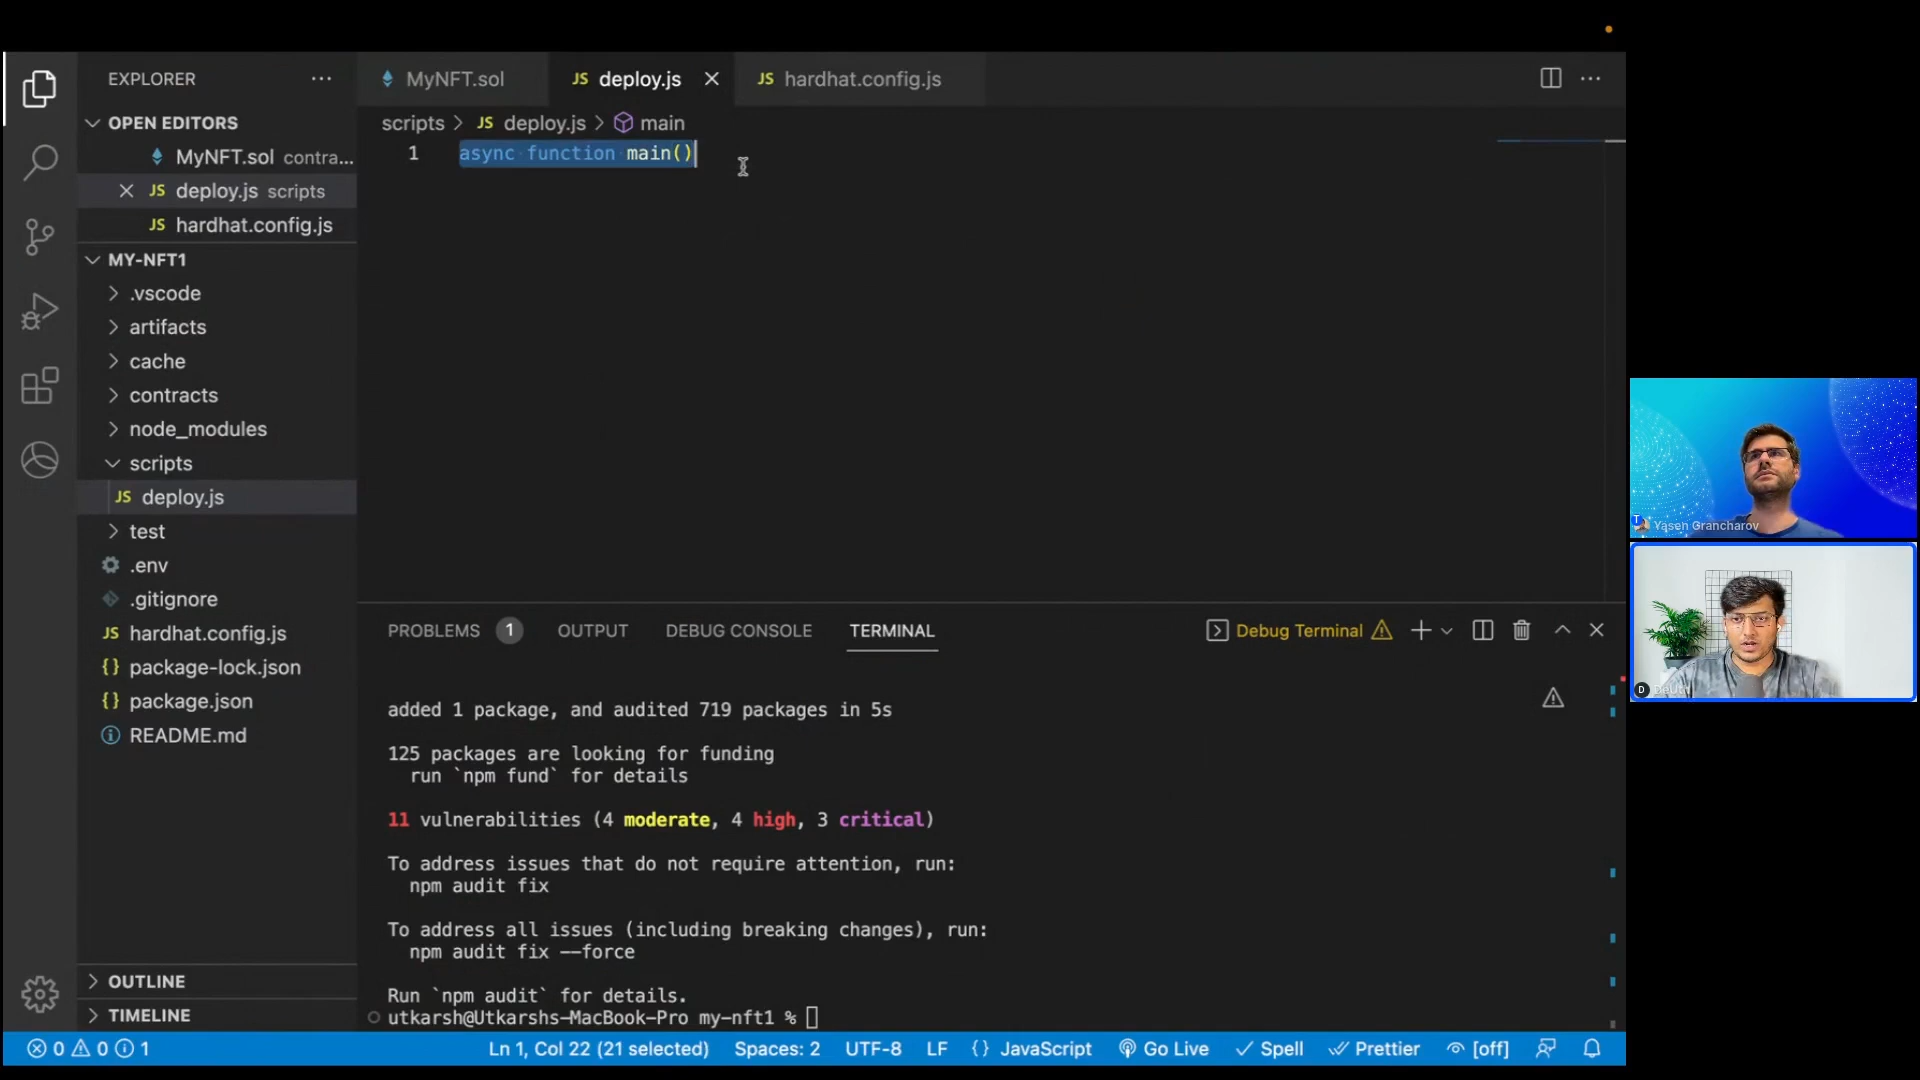 EXPLORER
OPEN EDITORS
MyNFT.sol contra...
JS deploy.js scripts
JS hardhat.config.js
MY-NFT1
.vscode
artifacts
cache
contracts
node_modules
scripts
JS deploy.js
test
.env
.gitignore
JS hardhat.config.js
{} package-lock.json
{} package.json
README.md
OUTLINE
TIMELINE
MyNFT.sol
JS deploy.js
JS hardhat.config.js
scripts > JS deploy.js > main
1 async function main()
PROBLEMS 1 OUTPUT DEBUG CONSOLE TERMINAL
Debug Terminal
added 1 package, and audited 719 packages in 5s
125 packages are looking for funding
run `npm fund` for details
11 vulnerabilities (4 moderate, 4 high, 3 critical)
To address issues that do not require attention, run:
npm audit fix
To address all issues (including breaking changes), run:
npm audit fix --force
Run `npm audit` for details.
utkarsh@Utkarshs-MacBook-Pro my-nft1 %
0 0 1
Ln 1, Col 22 (21 selected) Spaces: 2 UTF-8 LF {} JavaScript Go Live Spell Prettier [off]
Yasen Grancharov
D